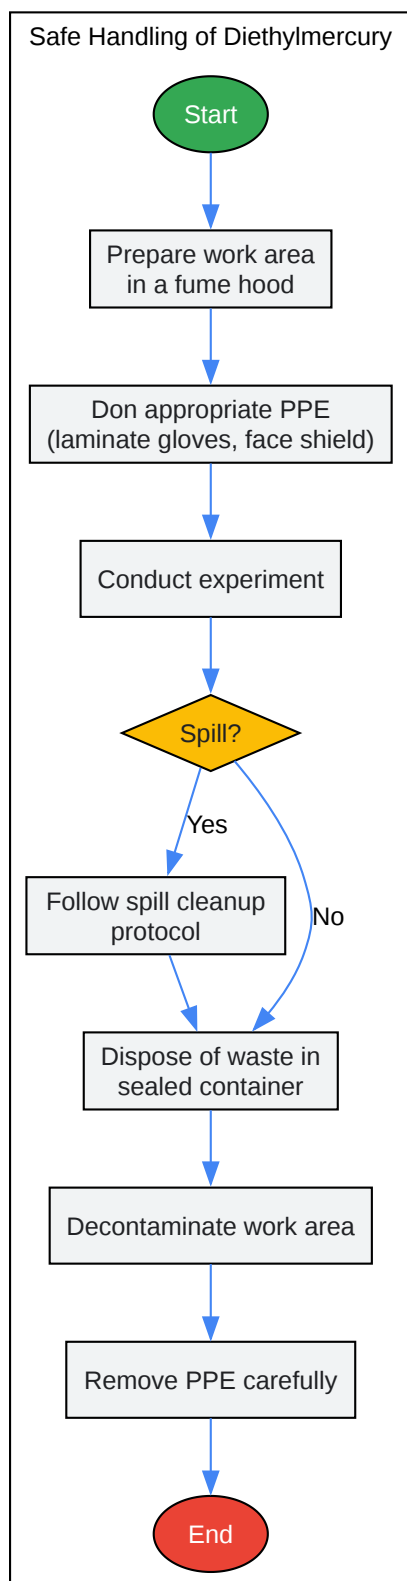 Safe Handling of Diethylmercury
Start
Prepare work area
in a fume hood
Don appropriate PPE
(laminate gloves, face shield)
Conduct experiment
Spill?
Yes
Follow spill cleanup
protocol
No
Dispose of waste in
sealed container
Decontaminate work area
Remove PPE carefully
End